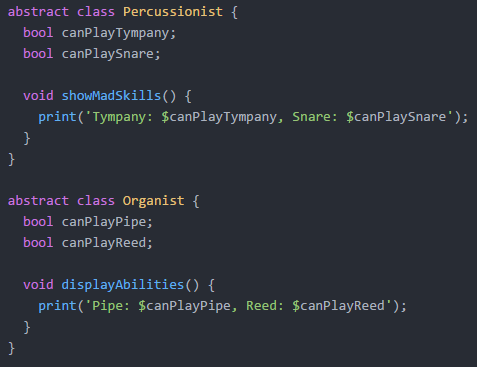 abstract class Percussionist {
  bool canPlayTympany;
  bool canPlaySnare;

  void showMadSkills() {
    print('Tympany: $canPlayTympany, Snare: $canPlaySnare');
  }
}

abstract class Organist {
  bool canPlayPipe;
  bool canPlayReed;

  void displayAbilities() {
    print('Pipe: $canPlayPipe, Reed: $canPlayReed');
  }
}